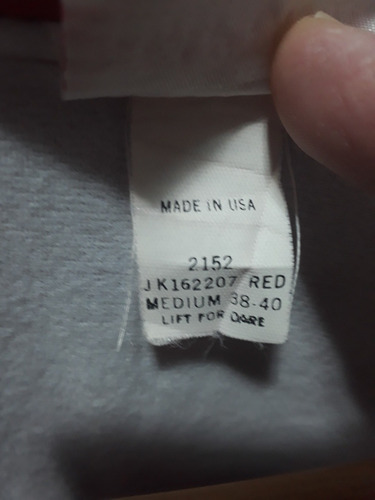 MADE IN USA
2152
JK162207 RED
MEDIUM 38-40
LIFT FOR CARE